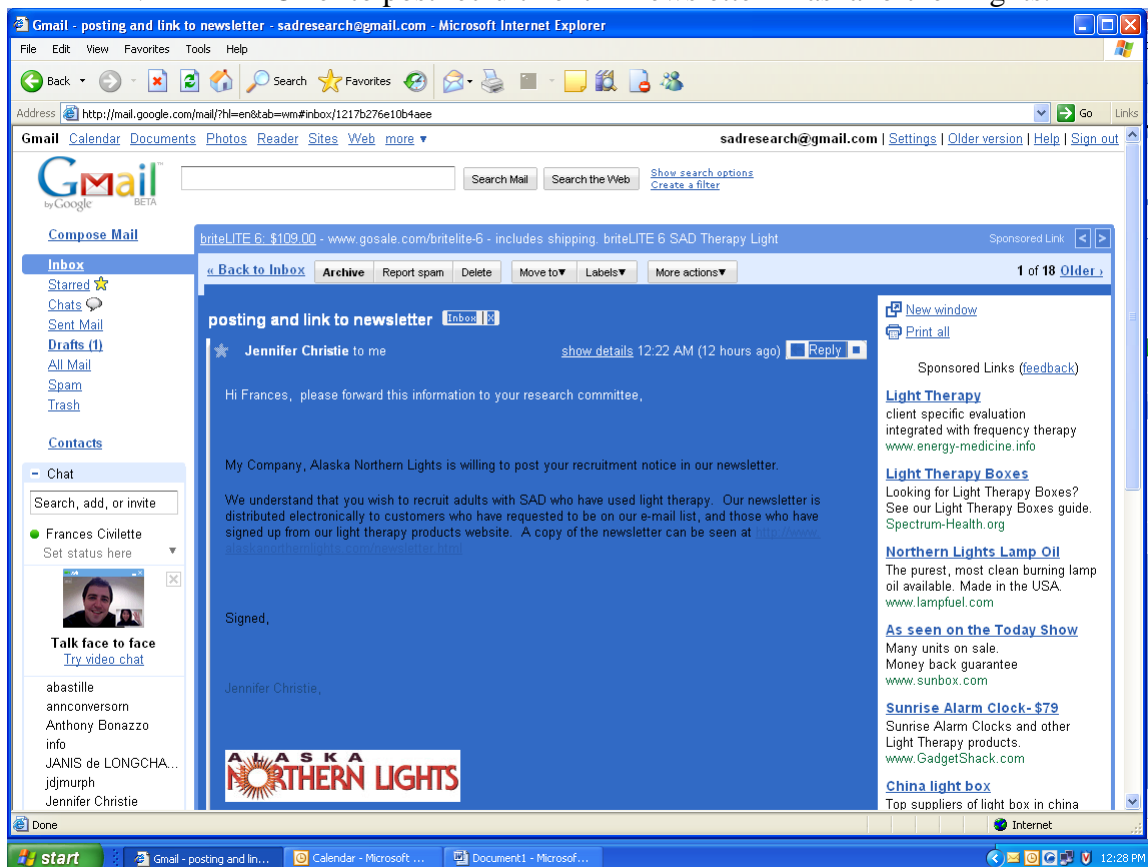 Gmail - posting and link to newsletter - sadresearch@gmail.com - Microsoft Internet Explorer
File Edit View Favorites Tools Help
Back Search Favorites
Address http://mail.google.com/mail/?hl=en&tab=wm#inbox/1217b276e10b4aee Go Links
Gmail Calendar Documents Photos Reader Sites Web more ▼ sadresearch@gmail.com | Settings | Older version | Help | Sign out
Gmail by Google BETA
Search Mail Search the Web Show search options
Create a filter
Compose Mail
Inbox
Starred
Chats
Sent Mail
Drafts (1)
All Mail
Spam
Trash
Contacts
Chat
Search, add, or invite
Frances Civilette
Set status here
Talk face to face
Try video chat
abastille
annconversorn
Anthony Bonazzo
info
JANIS de LONGCHA...
jdjmurph
Jennifer Christie
briteLITE 6: $109.00 - www.gosale.com/britelite-6 - includes shipping. briteLITE 6 SAD Therapy Light Sponsored Link < >
« Back to Inbox Archive Report spam Delete Move to▼ Labels▼ More actions▼ 1 of 18 Older ›
posting and link to newsletter Inbox X
Jennifer Christie to me show details 12:22 AM (12 hours ago) Reply
Hi Frances, please forward this information to your research committee,
My Company, Alaska Northern Lights is willing to post your recruitment notice in our newsletter.
We understand that you wish to recruit adults with SAD who have used light therapy. Our newsletter is
distributed electronically to customers who have requested to be on our e-mail list, and those who have
signed up from our light therapy products website. A copy of the newsletter can be seen at http://www.
alaskanorthernlights.com/newsletter.html
Signed,
Jennifer Christie,
ALASKA
NORTHERN LIGHTS
New window
Print all
Sponsored Links (feedback)
Light Therapy
client specific evaluation
integrated with frequency therapy
www.energy-medicine.info
Light Therapy Boxes
Looking for Light Therapy Boxes?
See our Light Therapy Boxes guide.
Spectrum-Health.org
Northern Lights Lamp Oil
The purest, most clean burning lamp
oil available. Made in the USA.
www.lampfuel.com
As seen on the Today Show
Many units on sale.
Money back guarantee
www.sunbox.com
Sunrise Alarm Clock- $79
Sunrise Alarm Clocks and other
Light Therapy products.
www.GadgetShack.com
China light box
Top suppliers of light box in china
Done Internet
start Gmail - posting and lin... Calendar - Microsoft ... Document1 - Microsof... 12:28 PM